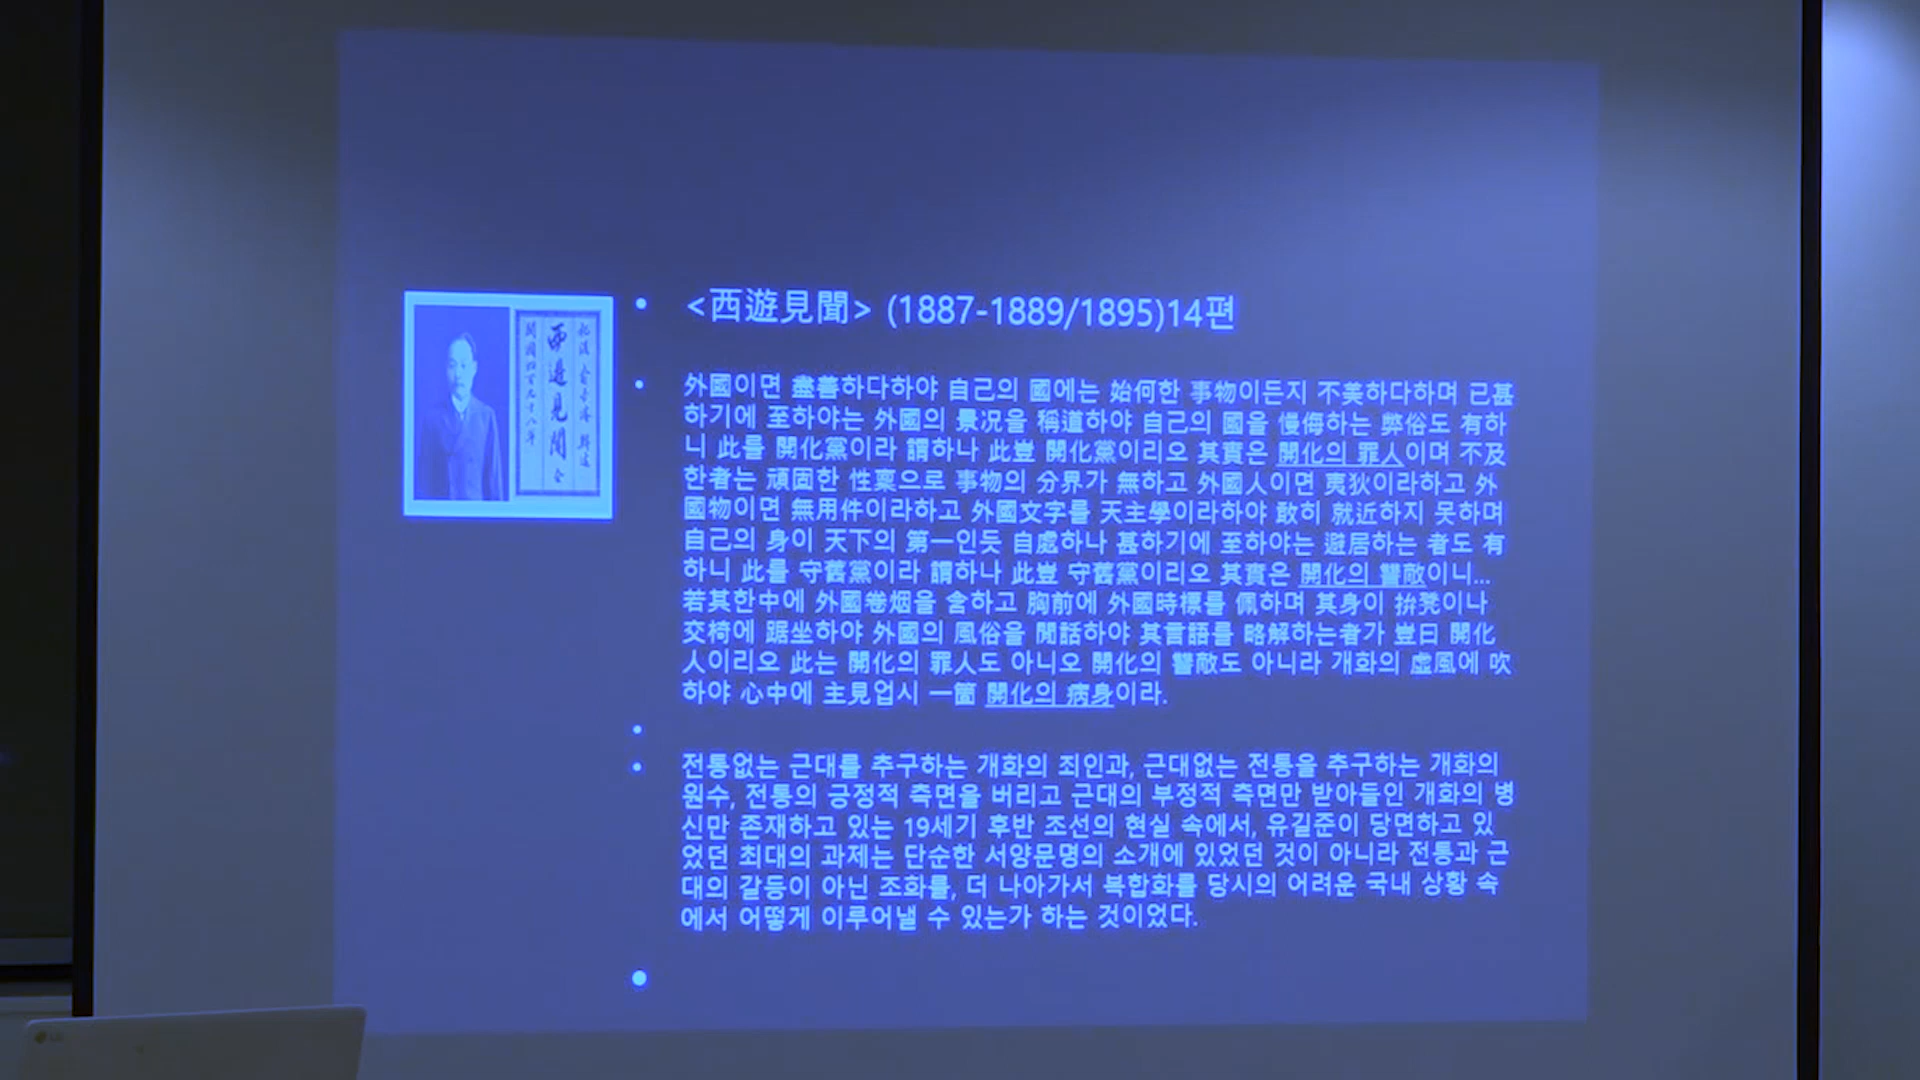 <西遊見聞> (1887-1889/1895)14편
西遊見聞
外國이면 盡善하다하야 自己의 國에는 始何한 事物이든지 不美하다하며 已甚
하기에 至하야는 外國의 景况을 稱道하야 自己의 國을 慢侮하는 弊俗도 有하
니 此를 開化黨이라 謂하나 此豈 開化黨이리오 其實은 開化의 罪人이며 不及
한者는 頑固한 性稟으로 事物의 分界가 無하고 外國人이면 夷狄이라하고 外
國物이면 無用件이라하고 外國文字를 天主學이라하야 敢히 就近하지 못하며
自己의 身이 天下의 第一인듯 自處하나 甚하기에 至하야는 避居하는 者도 有
하니 此를 守舊黨이라 謂하나 此豈 守舊黨이리오 其實은 開化의 讐敵이니...
若其한中에 外國卷烟을 含하고 胸前에 外國時標를 佩하며 其身이 拚凳이나
交椅에 踞坐하야 外國의 風俗을 閒話하야 其言語를 略解하는者가 豈曰 開化
人이리오 此는 開化의 罪人도 아니오 開化의 讐敵도 아니라 개화의 虛風에 吹
하야 心中에 主見업시 一箇 開化의 病身이라.
전통없는 근대를 추구하는 개화의 죄인과, 근대없는 전통을 추구하는 개화의
원수, 전통의 긍정적 측면을 버리고 근대의 부정적 측면만 받아들인 개화의 병
신만 존재하고 있는 19세기 후반 조선의 현실 속에서, 유길준이 당면하고 있
었던 최대의 과제는 단순한 서양문명의 소개에 있었던 것이 아니라 전통과 근
대의 갈등이 아닌 조화를, 더 나아가서 복합화를 당시의 어려운 국내 상황 속
에서 어떻게 이루어낼 수 있는가 하는 것이었다.
LG